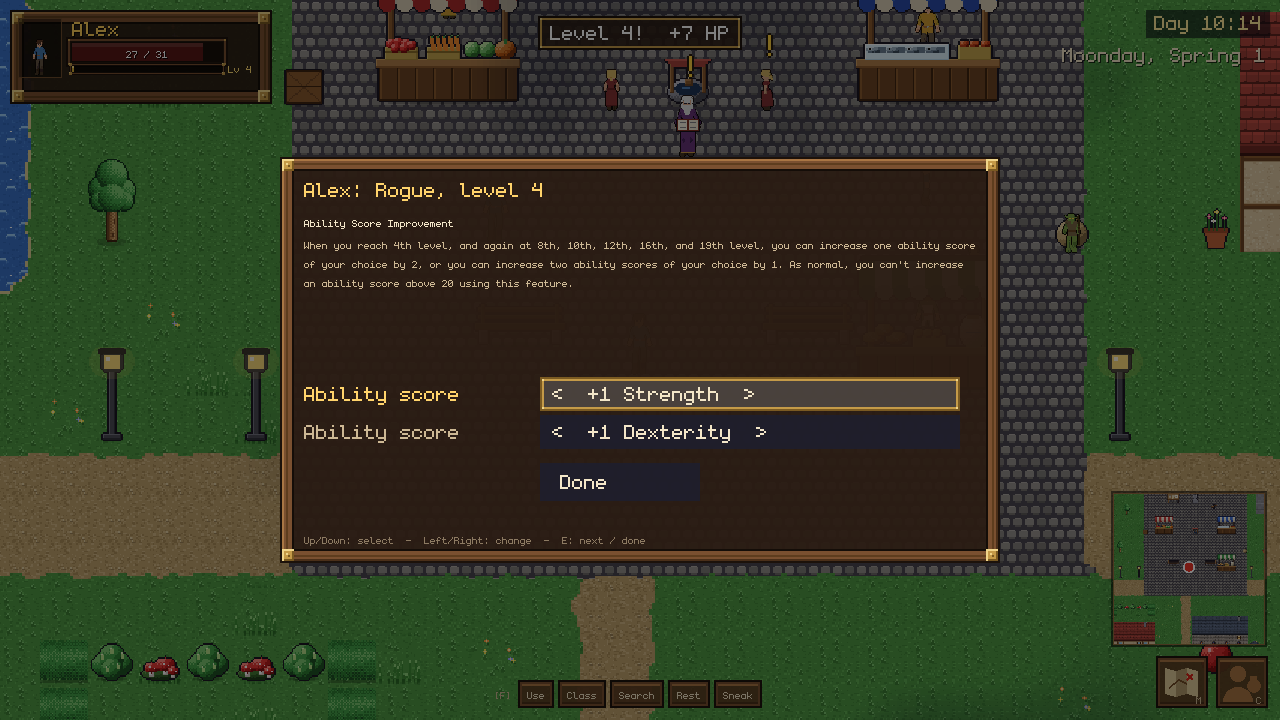 Alex
27 / 31
Lv 4
Level 4!  +7 HP
Day 10:14
Moonday, Spring 1
Alex: Rogue, level 4
Ability Score Improvement
When you reach 4th level, and again at 8th, 10th, 12th, 16th, and 19th level, you can increase one ability score
of your choice by 2, or you can increase two ability scores of your choice by 1. As normal, you can't increase
an ability score above 20 using this feature.
Ability score < +1 Strength >
Ability score < +1 Dexterity >
Done
Up/Down: select - Left/Right: change - E: next / done
[F] Use Class Search Rest Sneak
M C